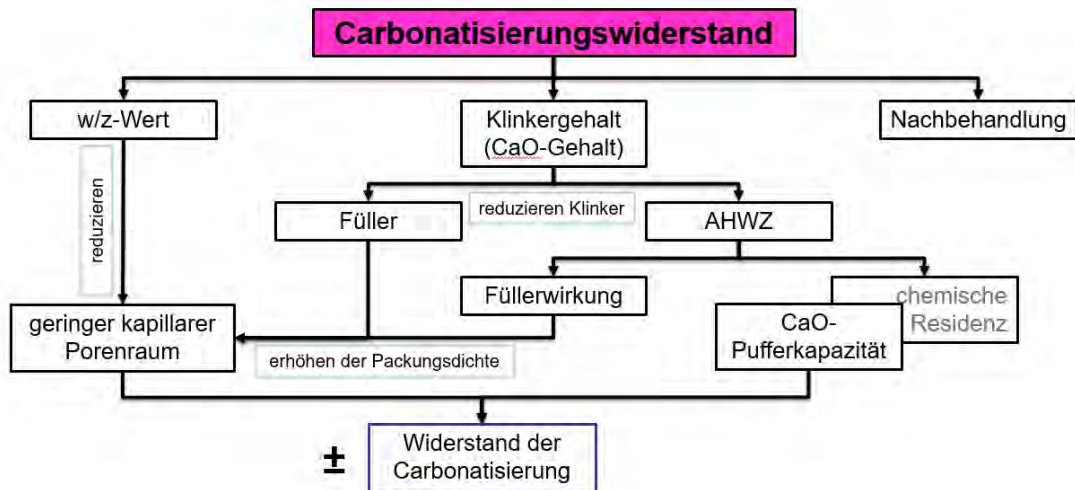 Carbonatisierungswiderstand
w/z-Wert
Klinkergehalt
(CaO-Gehalt)
Nachbehandlung
reduzieren
reduzieren Klinker
Füller
AHWZ
Füllerwirkung
chemische
Residenz
CaO-
Pufferkapazität
geringer kapillarer
Porenraum
erhöhen der Packungsdichte
±
Widerstand der
Carbonatisierung